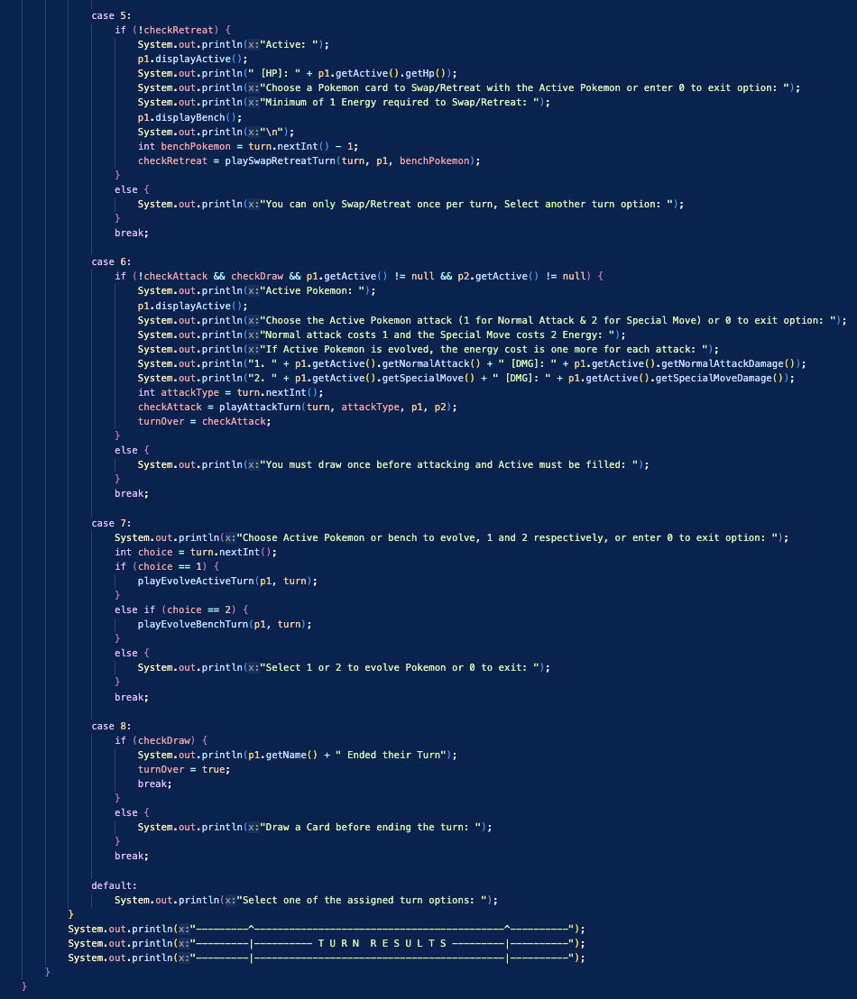 case 5:
if (!checkRetreat) {
System.out.println(x:"Active: ");
p1.displayActive();
System.out.println(" [HP]: " + p1.getActive().getHp());
System.out.println(x:"Choose a Pokemon card to Swap/Retreat with the Active Pokemon or enter 0 to exit option: ");
System.out.println(x:"Minimum of 1 Energy required to Swap/Retreat: ");
p1.displayBench();
System.out.println(x:"\n");
int benchPokemon = turn.nextInt() - 1;
checkRetreat = playSwapRetreatTurn(turn, p1, benchPokemon);
}
else {
System.out.println(x:"You can only Swap/Retreat once per turn, Select another turn option: ");
}
break;
case 6:
if (!checkAttack && checkDraw && p1.getActive() != null && p2.getActive() != null) {
System.out.println(x:"Active Pokemon: ");
p1.displayActive();
System.out.println(x:"Choose the Active Pokemon attack (1 for Normal Attack & 2 for Special Move) or 0 to exit option: ");
System.out.println(x:"Normal attack costs 1 and the Special Move costs 2 Energy: ");
System.out.println(x:"If Active Pokemon is evolved, the energy cost is one more for each attack: ");
System.out.println("1. " + p1.getActive().getNormalAttack() + " [DMG]: " + p1.getActive().getNormalAttackDamage());
System.out.println("2. " + p1.getActive().getSpecialMove() + " [DMG]: " + p1.getActive().getSpecialMoveDamage());
int attackType = turn.nextInt();
checkAttack = playAttackTurn(turn, attackType, p1, p2);
turnOver = checkAttack;
}
else {
System.out.println(x:"You must draw once before attacking and Active must be filled: ");
}
break;
case 7:
System.out.println(x:"Choose Active Pokemon or bench to evolve, 1 and 2 respectively, or enter 0 to exit option: ");
int choice = turn.nextInt();
if (choice == 1) {
playEvolveActiveTurn(p1, turn);
}
else if (choice == 2) {
playEvolveBenchTurn(p1, turn);
}
else {
System.out.println(x:"Select 1 or 2 to evolve Pokemon or 0 to exit: ");
}
break;
case 8:
if (checkDraw) {
System.out.println(p1.getName() + " Ended their Turn");
turnOver = true;
break;
}
else {
System.out.println(x:"Draw a Card before ending the turn: ");
}
break;
default:
System.out.println(x:"Select one of the assigned turn options: ");
}
System.out.println(x:"---------^-------------------------------------------^----------");
System.out.println(x:"---------|---------- T U R N  R E S U L T S ---------|----------");
System.out.println(x:"---------|-------------------------------------------|----------");
}
}